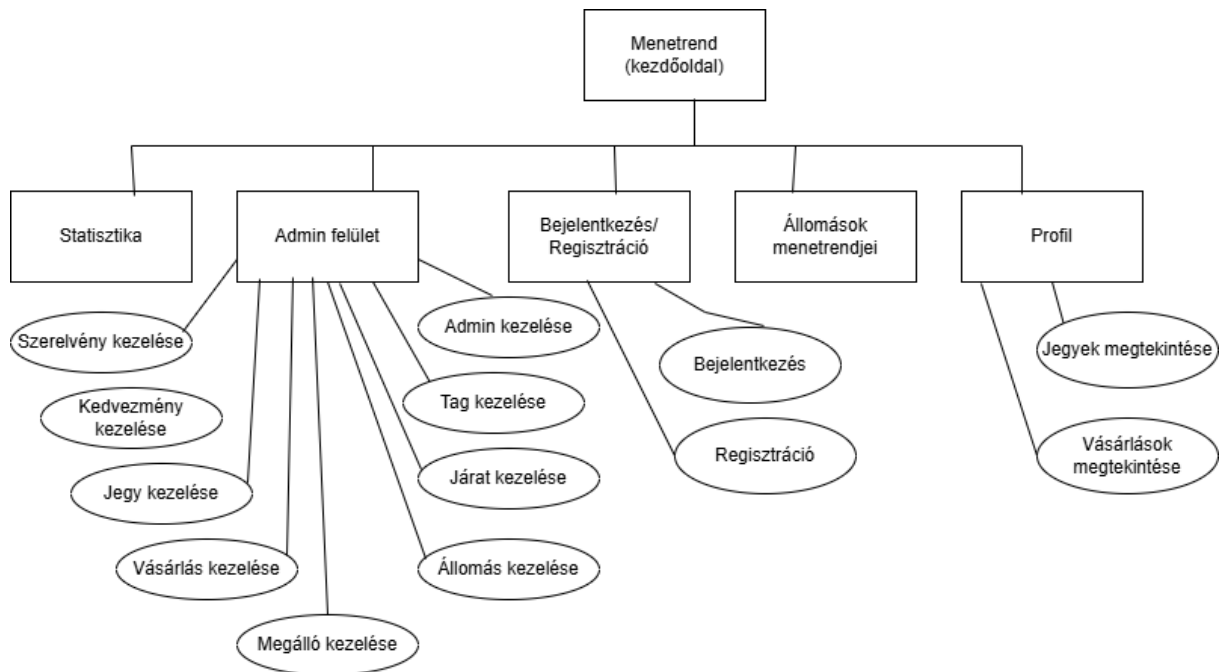 Menetrend
(kezdőoldal)
Statisztika
Admin felület
Bejelentkezés/
Regisztráció
Állomások
menetrendjei
Profil
Szerelvény kezelése
Admin kezelése
Bejelentkezés
Jegyek megtekintése
Kedvezmény
kezelése
Tag kezelése
Regisztráció
Vásárlások
megtekintése
Jegy kezelése
Járat kezelése
Vásárlás kezelése
Állomás kezelése
Megálló kezelése